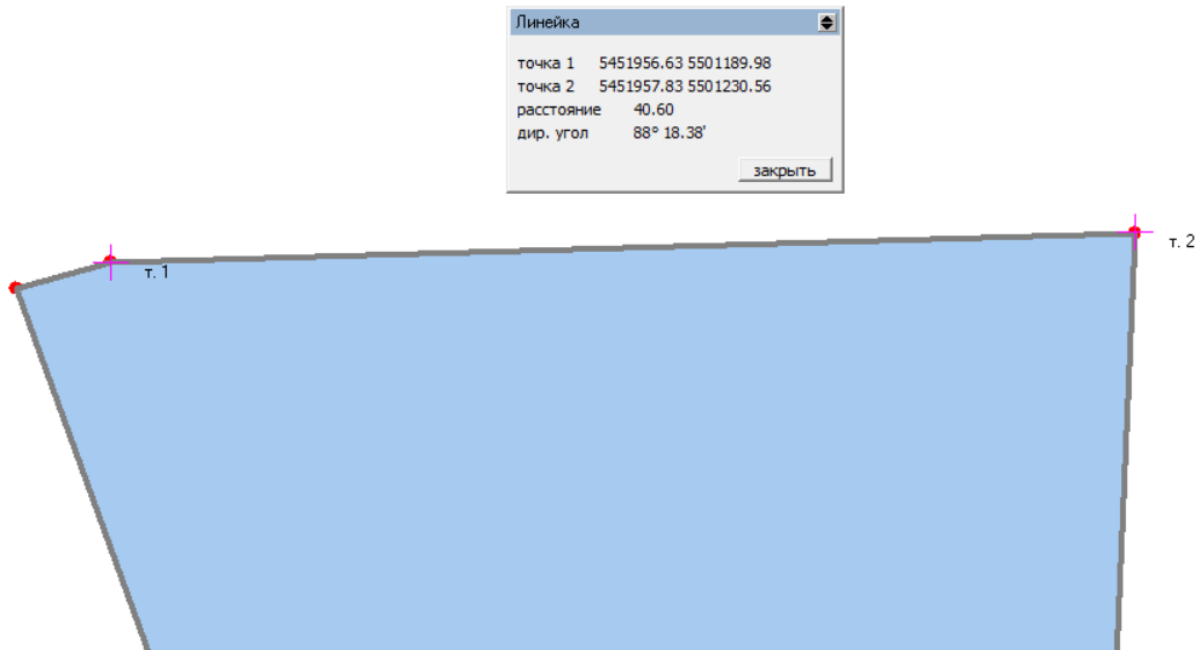 Линейка
точка 1 5451956.63 5501189.98
точка 2 5451957.83 5501230.56
расстояние 40.60
дир. угол 88° 18.38'
закрыть
т. 2
т. 1